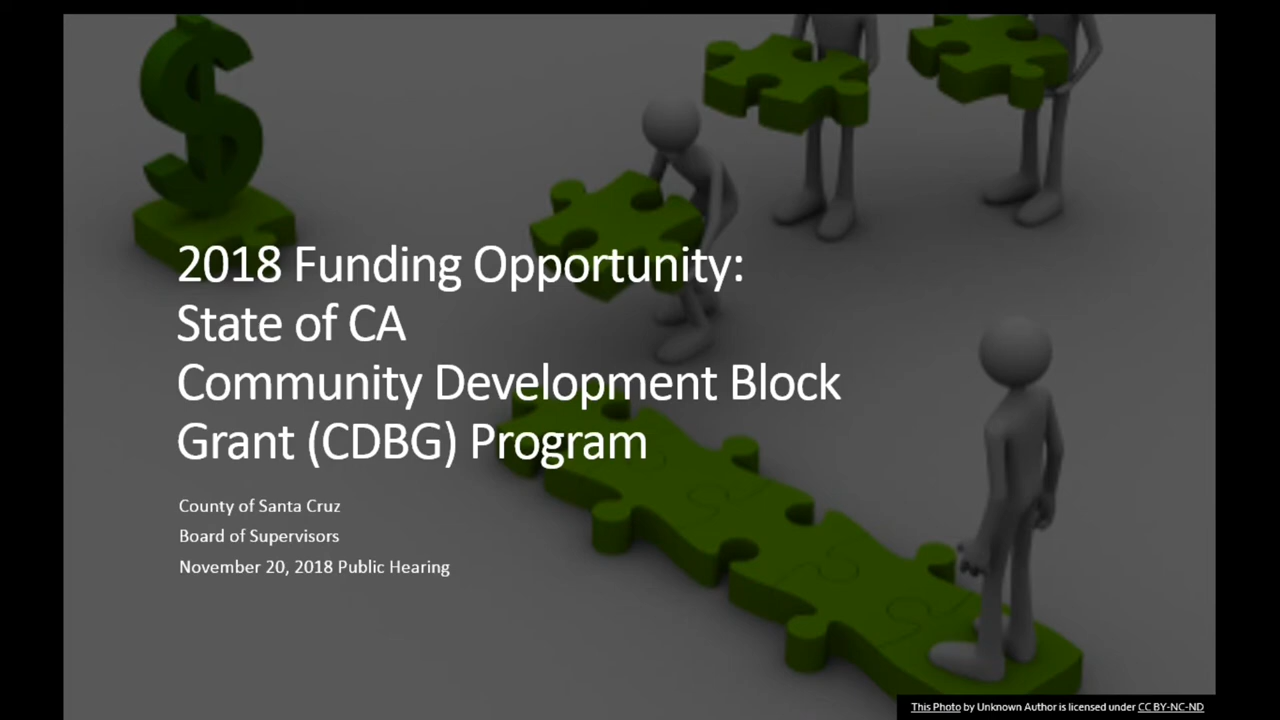 2018 Funding Opportunity:
State of CA
Community Development Block
Grant (CDBG) Program
County of Santa Cruz
Board of Supervisors
November 20, 2018 Public Hearing
This Photo by Unknown Author is licensed under CC BY-NC-ND